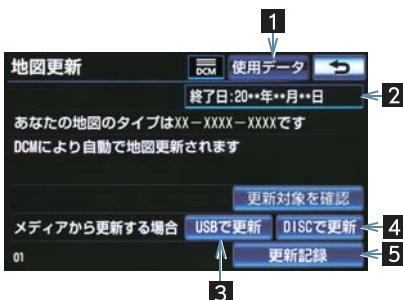 1
地図更新 DCM 使用データ
終了日:20**年**月**日 2
あなたの地図のタイプはXX－XXXX－XXXXです
DCMにより自動で地図更新されます
更新対象を確認
メディアから更新する場合 USBで更新 DISCで更新 4
01 更新記録 5
3